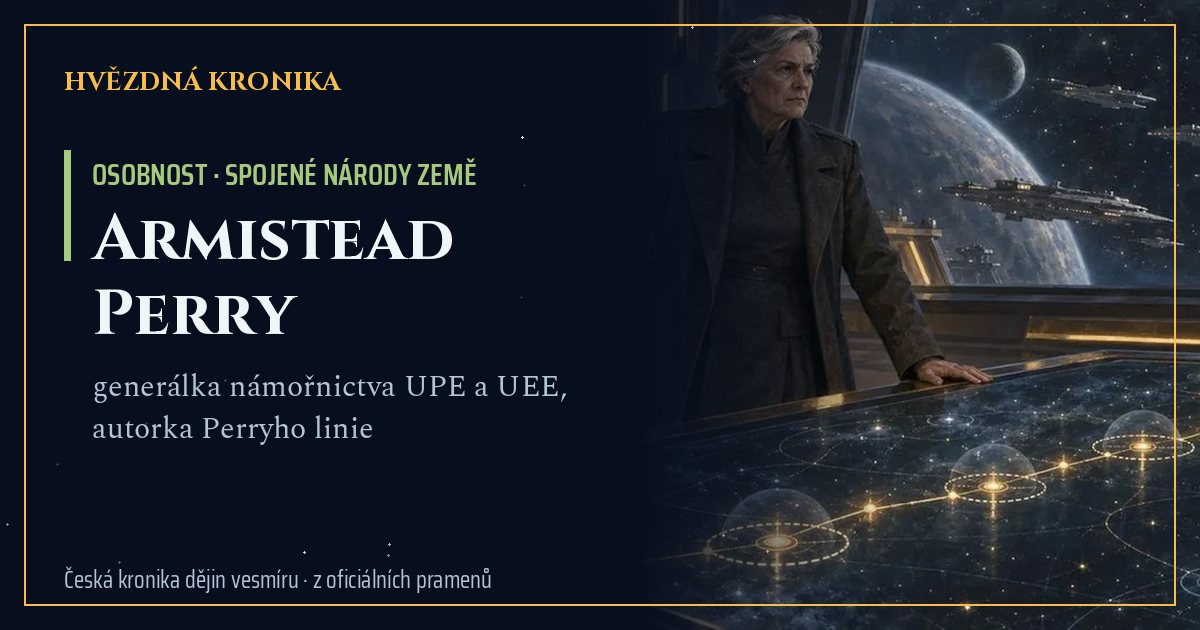 HVĚZDNÁ KRONIKA
OSOBNOST · SPOJENÉ NÁRODY ZEMĚ
ARMISTEAD
PERRY
generálka námořnictva UPE a UEE,
autorka Perryho linie
Česká kronika dějin vesmíru · z oficiálních pramenů